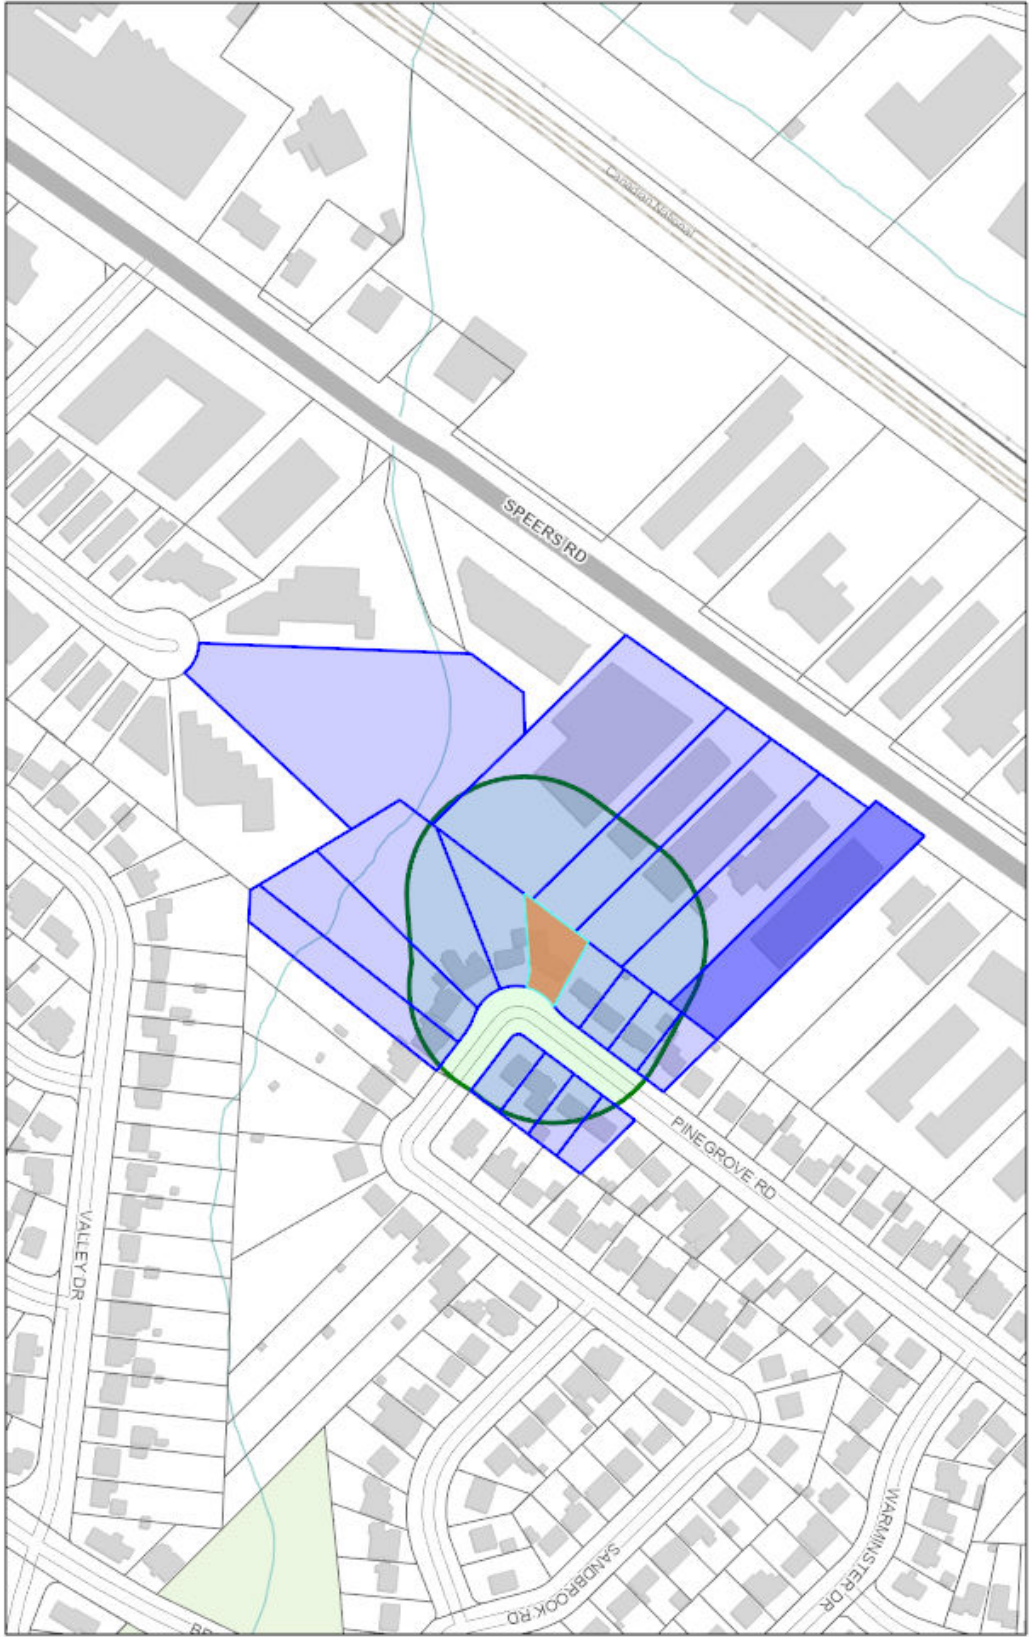 Canadian National
SPEERS RD
PINEGROVE RD
VALLEY DR
WARMINSTER DR
SANDBROOK RD